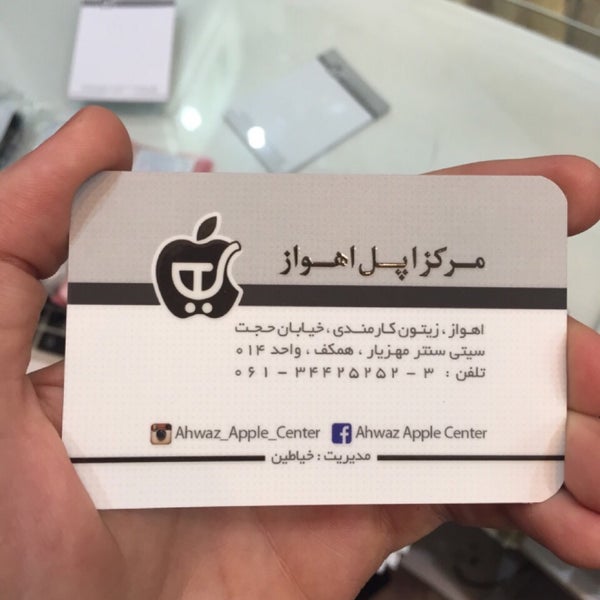 مرکز اپل اهواز
اهواز ، زیتون کارمندی ، خیابان حجت
سیتی سنتر مهزیار ، همکف ، واحد ۰۱۴
تلفن : ۳ - ۳۴۴۲۵۲۵۲ - ۰۶۱
Ahwaz_Apple_Center Ahwaz Apple Center
مدیریت : خیاطین